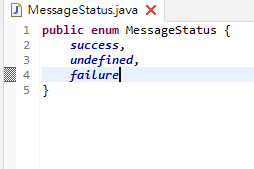 MessageStatus.java
1 public enum MessageStatus {
2     success,
3     undefined,
4     failure
5 }